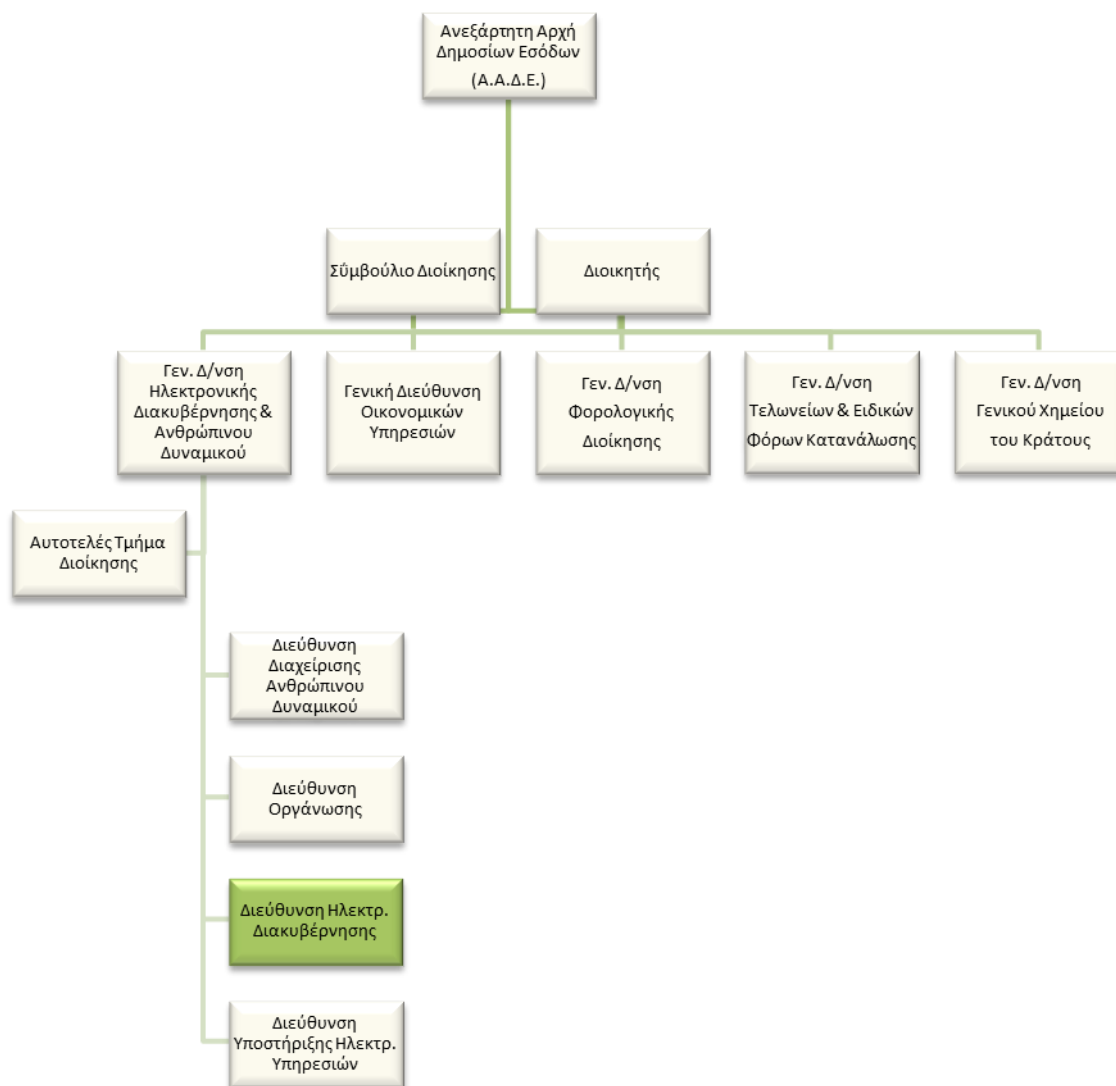 Ανεξάρτητη Αρχή
Δημοσίων Εσόδων
(Α.Α.Δ.Ε.)
Σΰμβούλιο Διοίκησης
Διοικητής
Γεν. Δ/νση
Ηλεκτρονικής
Διακυβέρνησης &
Ανθρώπινου
Δυναμικού
Γενική Διεύθυνση
Οικονομικών
Υπηρεσιών
Γεν. Δ/νση
Φορολογικής
Διοίκησης
Γεν. Δ/νση
Τελωνείων & Ειδικών
Φόρων Κατανάλωσης
Γεν. Δ/νση
Γενικού Χημείου
του Κράτους
Αυτοτελές Τμήμα
Διοίκησης
Διεύθυνση
Διαχείρισης
Ανθρώπινου
Δυναμικού
Διεύθυνση
Οργάνωσης
Διεύθυνση Ηλεκτρ.
Διακυβέρνησης
Διεύθυνση
Υποστήριξης Ηλεκτρ.
Υπηρεσιών